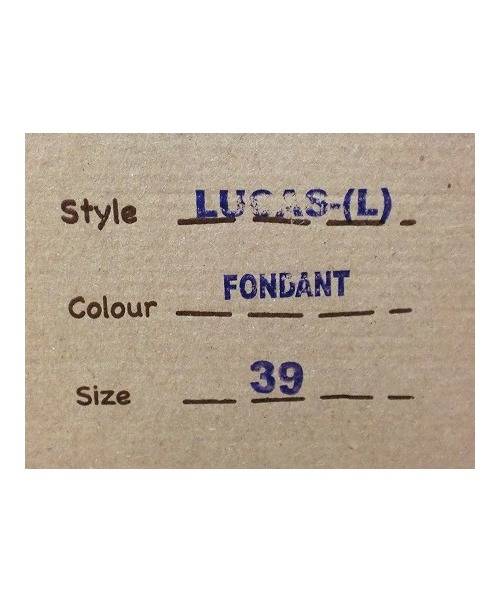 Style LUCAS-(L)
Colour FONDANT
Size 39